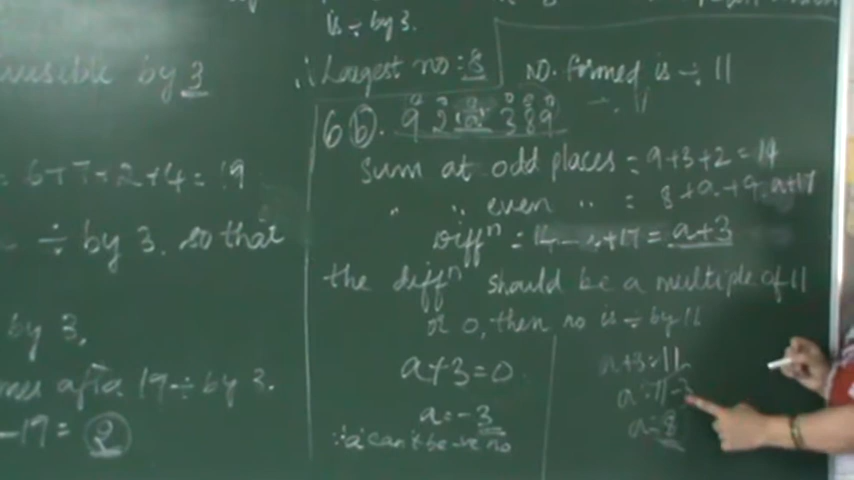 is ÷ by 3.
visible by 3
∴ Largest no: 8
NO. formed is ÷ 11
6 b. 9 2 a 3 8 9
Sum at odd places = 9+3+2 = 14
" " even " = 8+a+9 a+17
Diffⁿ = 14 - a+17 = a+3
the diffⁿ should be a multiple of 11
or 0, then no is ÷ by 11
a+3=0
a=-3
∵ 'a' can't be -ve no
a+3=11
a=11-3
a=8
= 6+7+2+4= 19
÷ by 3. so that
by 3.
after 19÷ by 3.
-19= 2